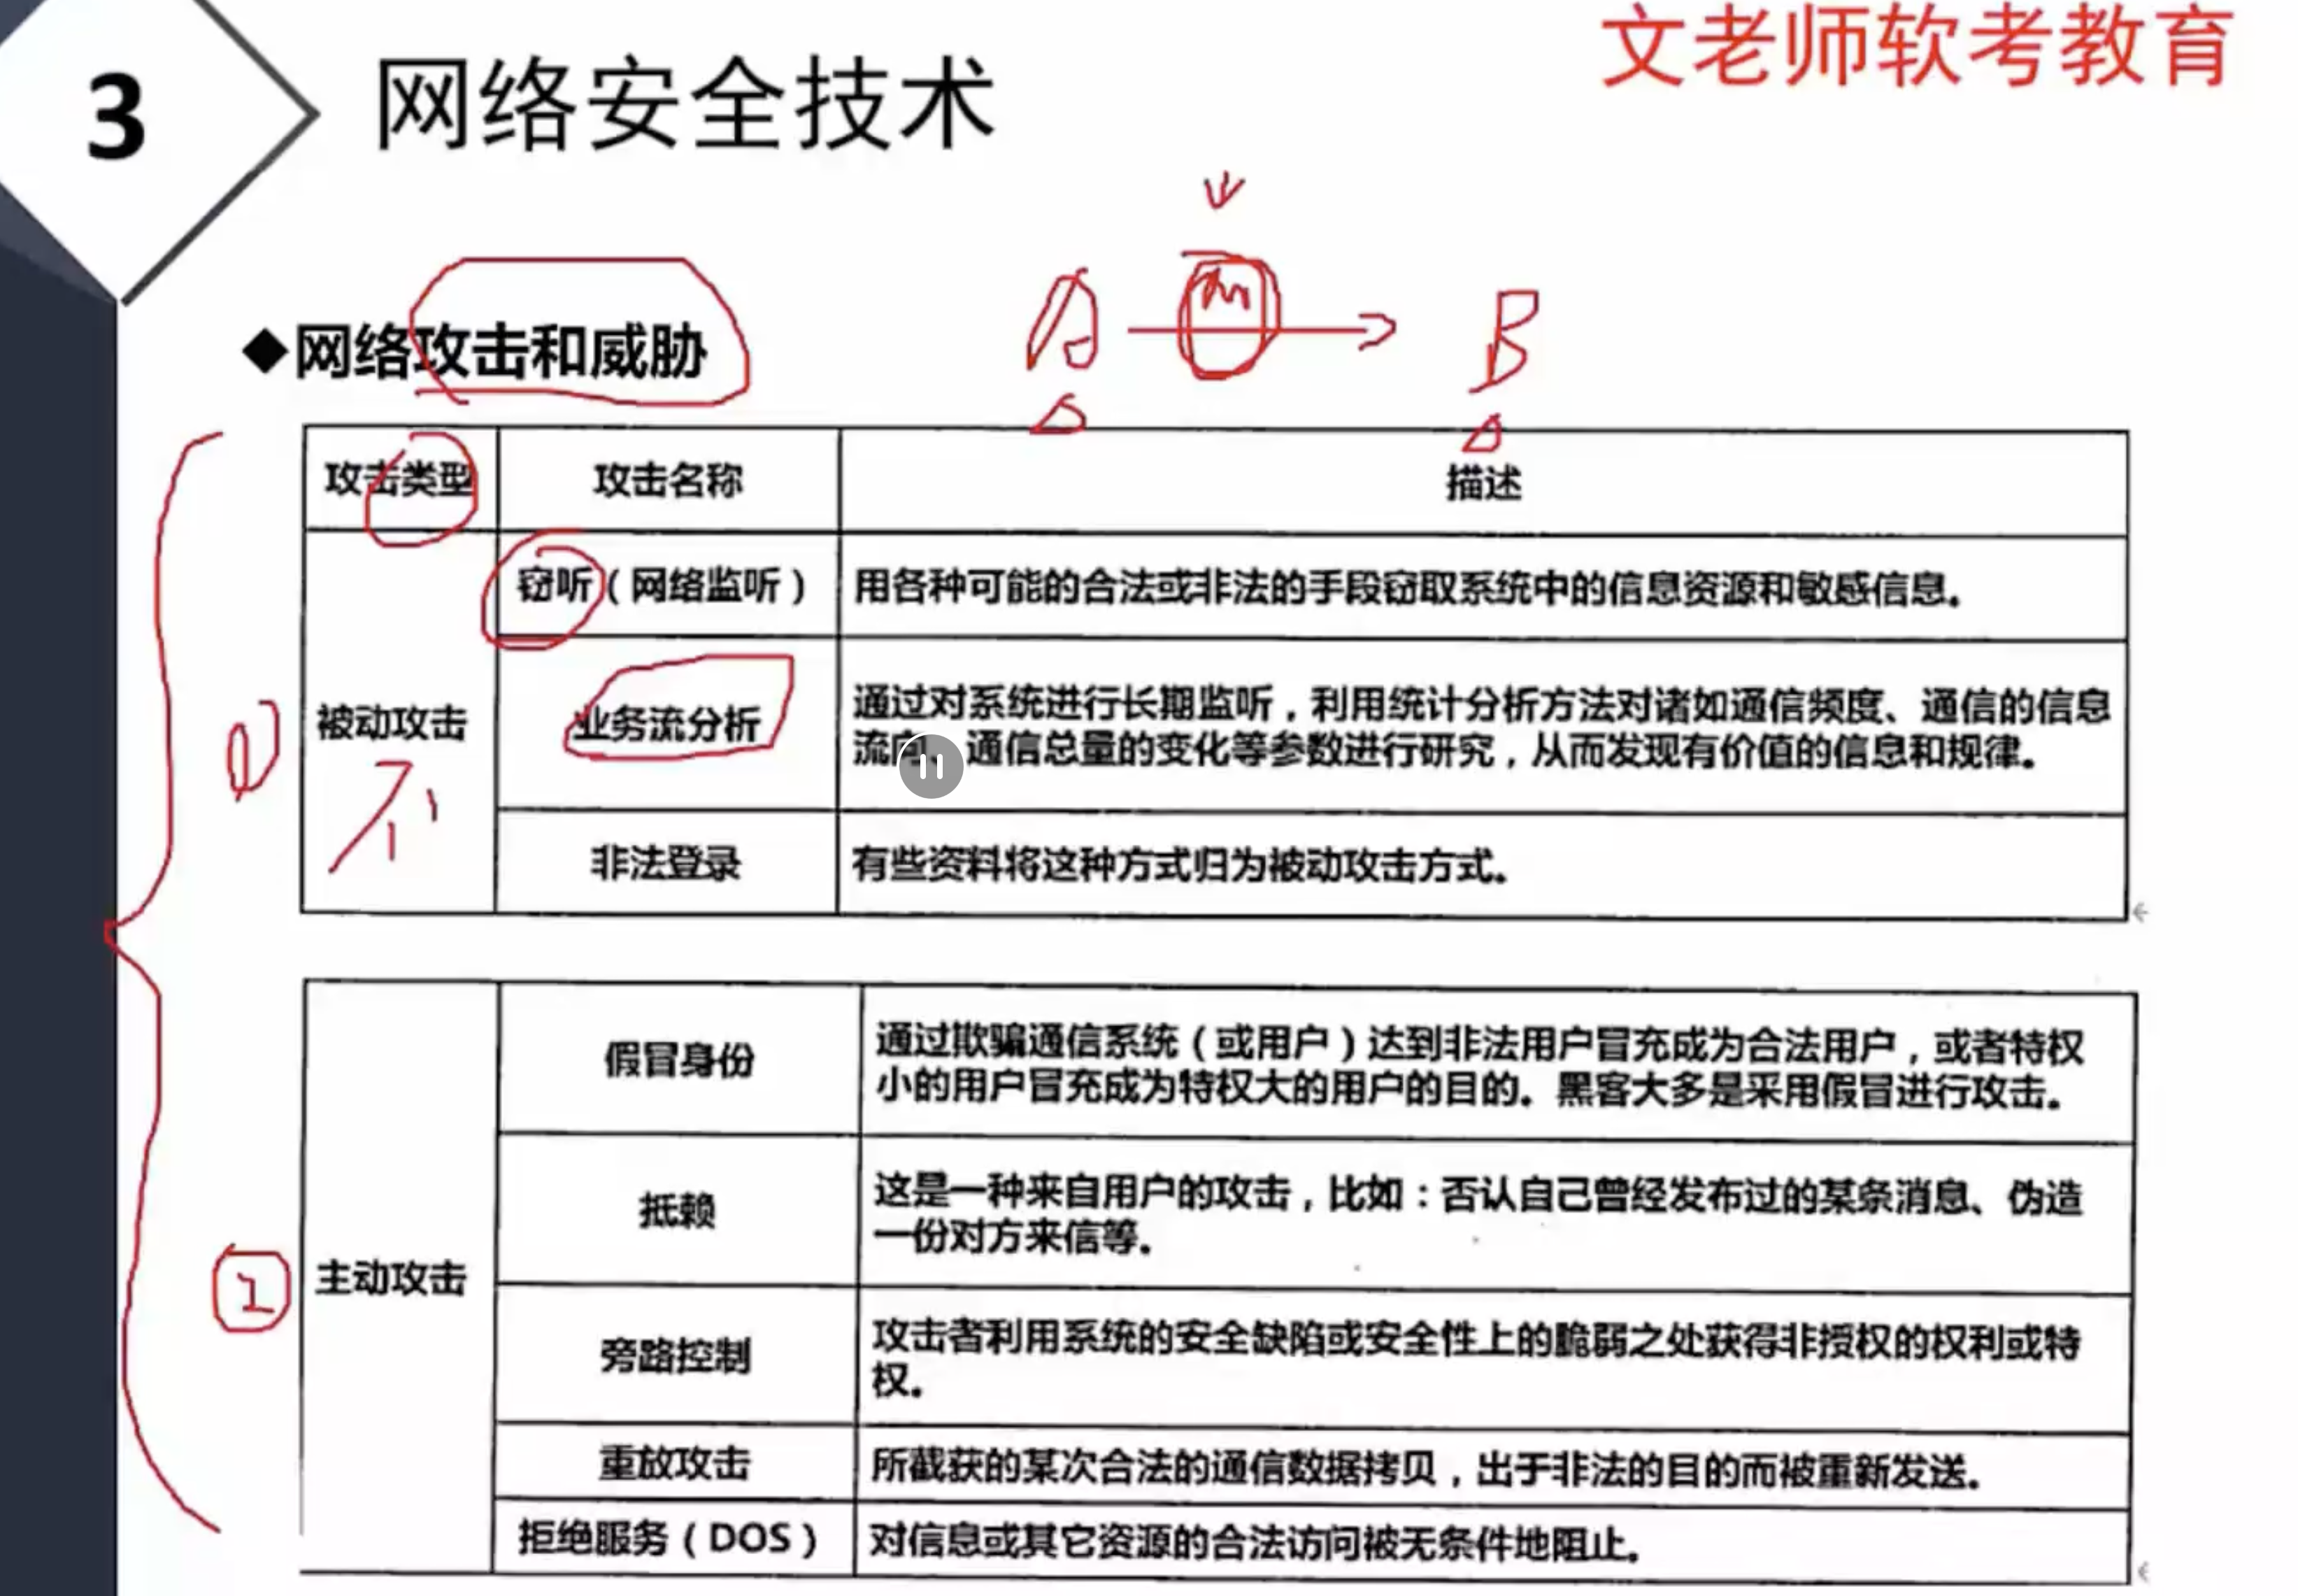 文老师软考教育
3
网络安全技术
A
m
B
◆网络攻击和威胁
攻击类型
攻击名称
描述
被动攻击
窃听（网络监听）
用各种可能的合法或非法的手段窃取系统中的信息资源和敏感信息。
业务流分析
通过对系统进行长期监听，利用统计分析方法对诸如通信频度、通信的信息
流向、通信总量的变化等参数进行研究，从而发现有价值的信息和规律。
非法登录
有些资料将这种方式归为被动攻击方式。
主动攻击
假冒身份
通过欺骗通信系统（或用户）达到非法用户冒充成为合法用户，或者特权
小的用户冒充成为特权大的用户的目的。黑客大多是采用假冒进行攻击。
抵赖
这是一种来自用户的攻击，比如：否认自己曾经发布过的某条消息、伪造
一份对方来信等。
旁路控制
攻击者利用系统的安全缺陷或安全性上的脆弱之处获得非授权的权利或特
权。
重放攻击
所截获的某次合法的通信数据拷贝，出于非法的目的而被重新发送。
拒绝服务（DOS）
对信息或其它资源的合法访问被无条件地阻止。